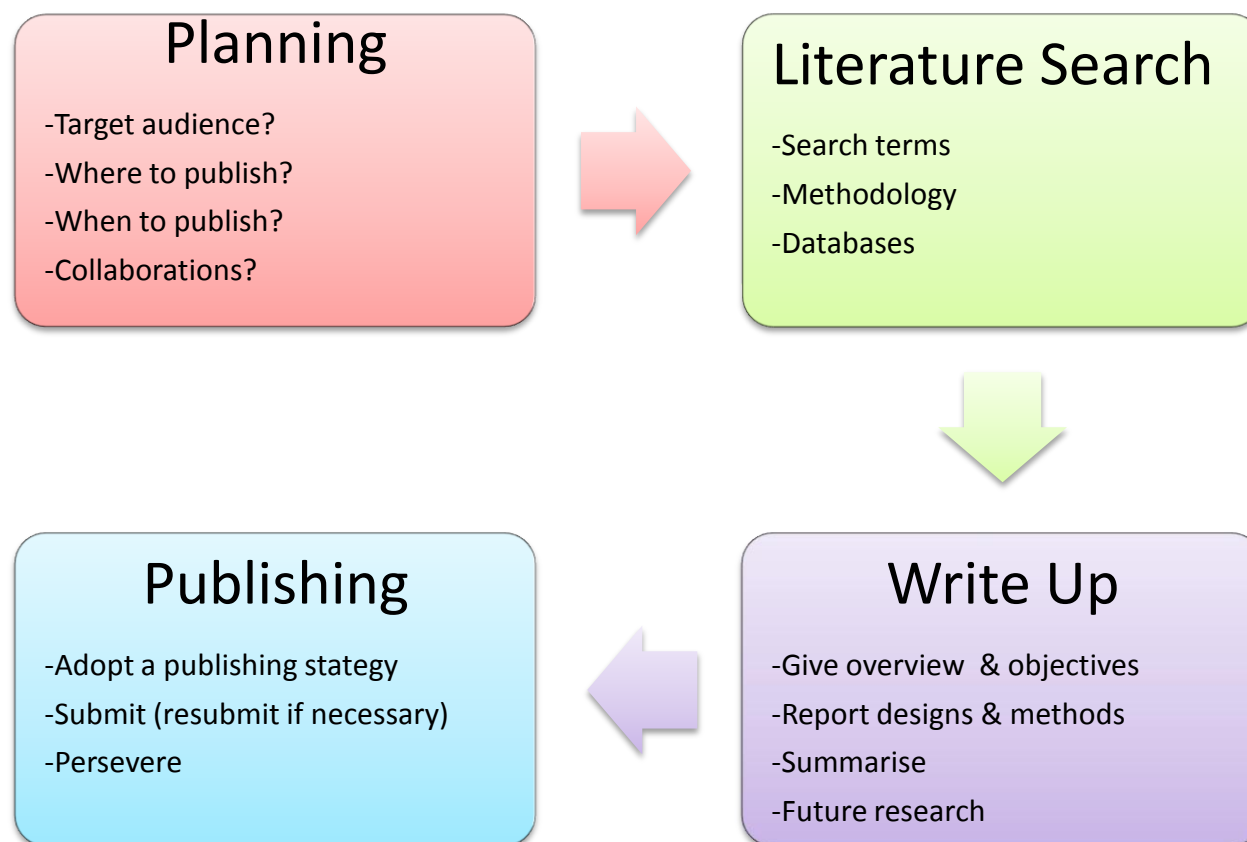 Planning
-Target audience?
-Where to publish?
-When to publish?
-Collaborations?
Literature Search
-Search terms
-Methodology
-Databases
Write Up
-Give overview  & objectives
-Report designs & methods
-Summarise
-Future research
Publishing
-Adopt a publishing stategy
-Submit (resubmit if necessary)
-Persevere